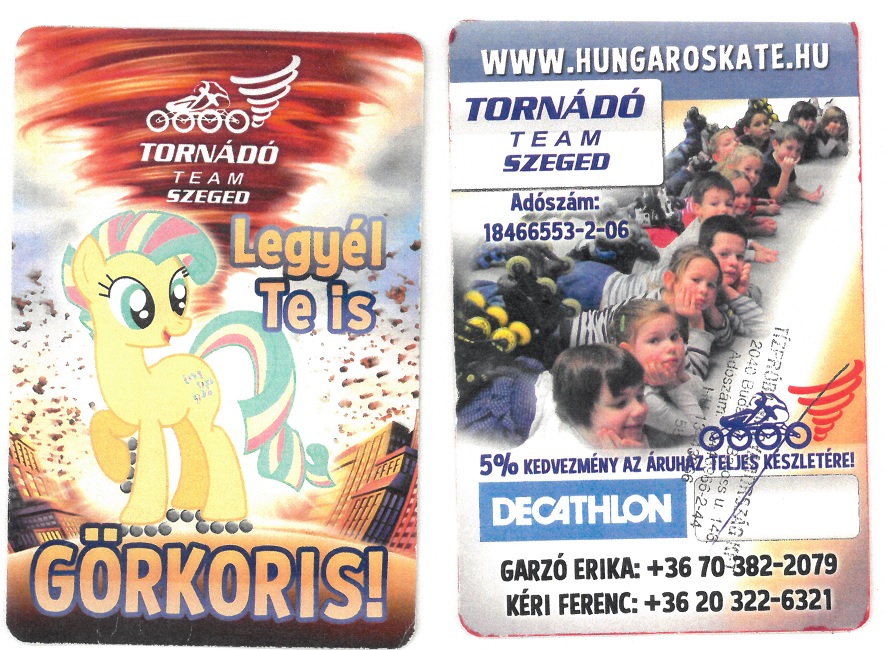 TORNÁDÓ
TEAM
SZEGED
Legyél
Te is
GÖRKORIS!
WWW.HUNGAROSKATE.HU
TORNÁDÓ
TEAM
SZEGED
Adószám:
18466553-2-06
5% KEDVEZMÉNY AZ ÁRUHÁZ TELJES KÉSZLETÉRE!
DECATHLON
GARZÓ ERIKA: +36 70 382-2079
KÉRI FERENC: +36 20 322-6321